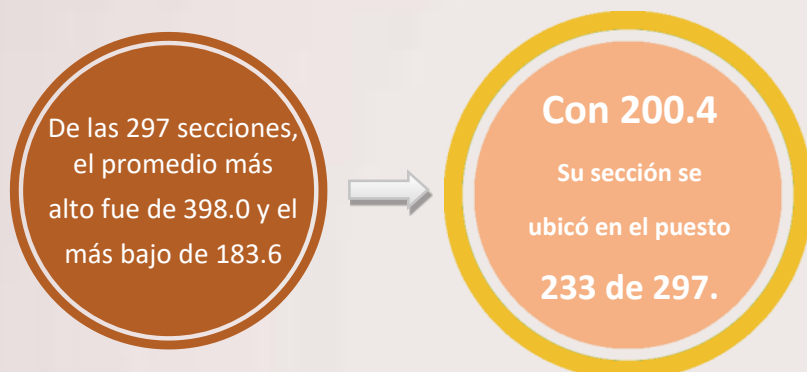 De las 297 secciones,
el promedio más
alto fue de 398.0 y el
más bajo de 183.6
Con 200.4
Su sección se
ubicó en el puesto
233 de 297.